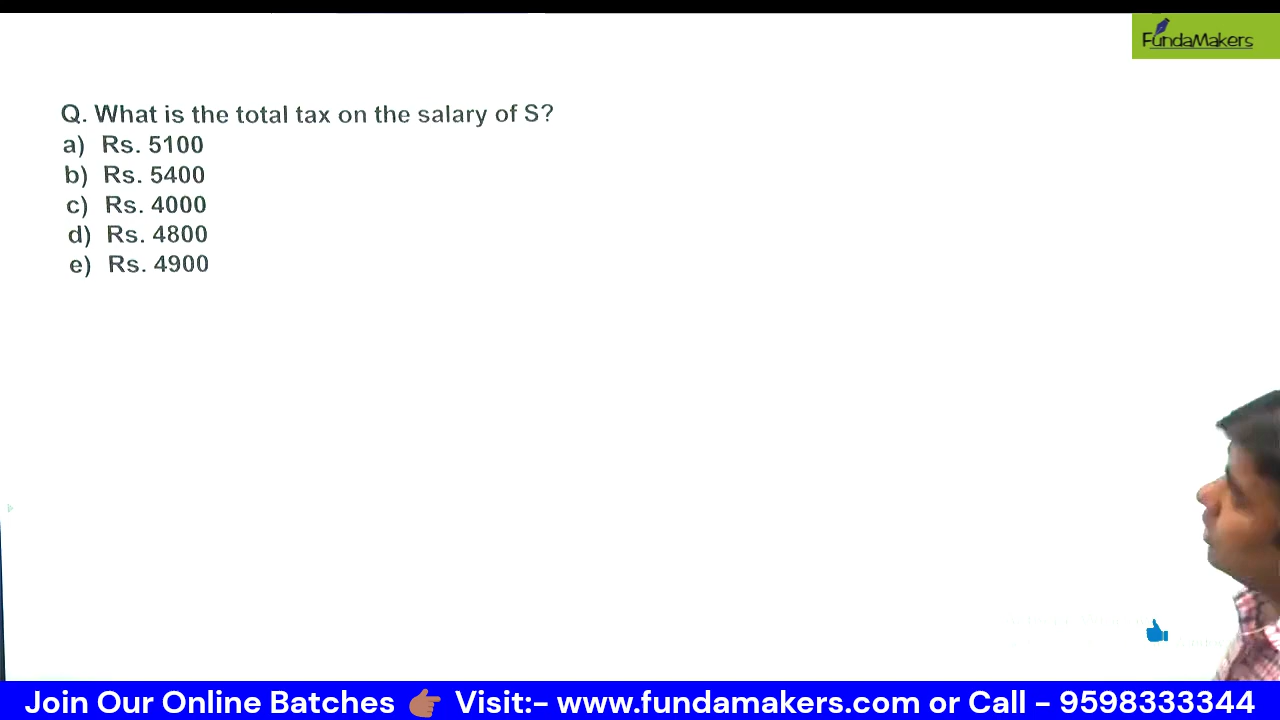 FundaMakers
Q. What is the total tax on the salary of S?
a) Rs. 5100
b) Rs. 5400
c) Rs. 4000
d) Rs. 4800
e) Rs. 4900
Join Our Online Batches 👉🏾 Visit:- www.fundamakers.com or Call - 9598333344